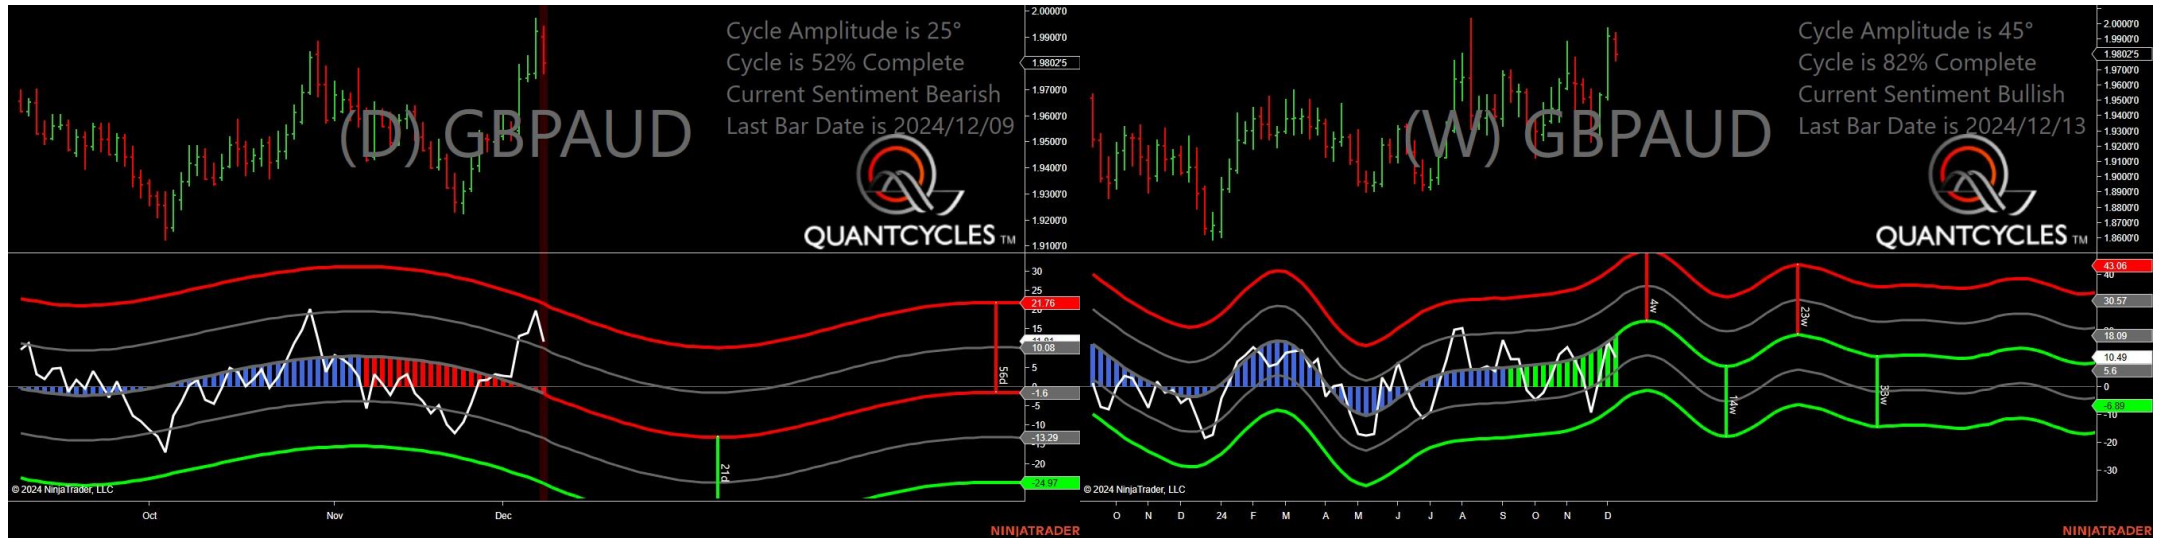 Cycle Amplitude is 25°
Cycle is 52% Complete
Current Sentiment Bearish
Last Bar Date is 2024/12/09
(D) GBPAUD
QUANTCYCLES TM
2.0000'0
1.9900'0
1.9802'5
1.9700'0
1.9600'0
1.9500'0
1.9400'0
1.9300'0
1.9200'0
1.9100'0
30
25
21.76
20
15
10.08
5
0
-1.6
-5
-10
-13.29
-15
-20
-24.97
56d
21d
© 2024 NinjaTrader, LLC
Oct
Nov
Dec
NINJATRADER
Cycle Amplitude is 45°
Cycle is 82% Complete
Current Sentiment Bullish
Last Bar Date is 2024/12/13
(W) GBPAUD
QUANTCYCLES TM
2.0000'0
1.9900'0
1.9802'5
1.9700'0
1.9600'0
1.9500'0
1.9400'0
1.9300'0
1.9200'0
1.9100'0
1.9000'0
1.8900'0
1.8800'0
1.8700'0
1.8600'0
43.06
40
30.57
18.09
10.49
5.6
0
-6.89
-10
-20
-30
4w
14w
23w
33w
© 2024 NinjaTrader, LLC
O N D 24 F M A M J J A S O N D
NINJATRADER